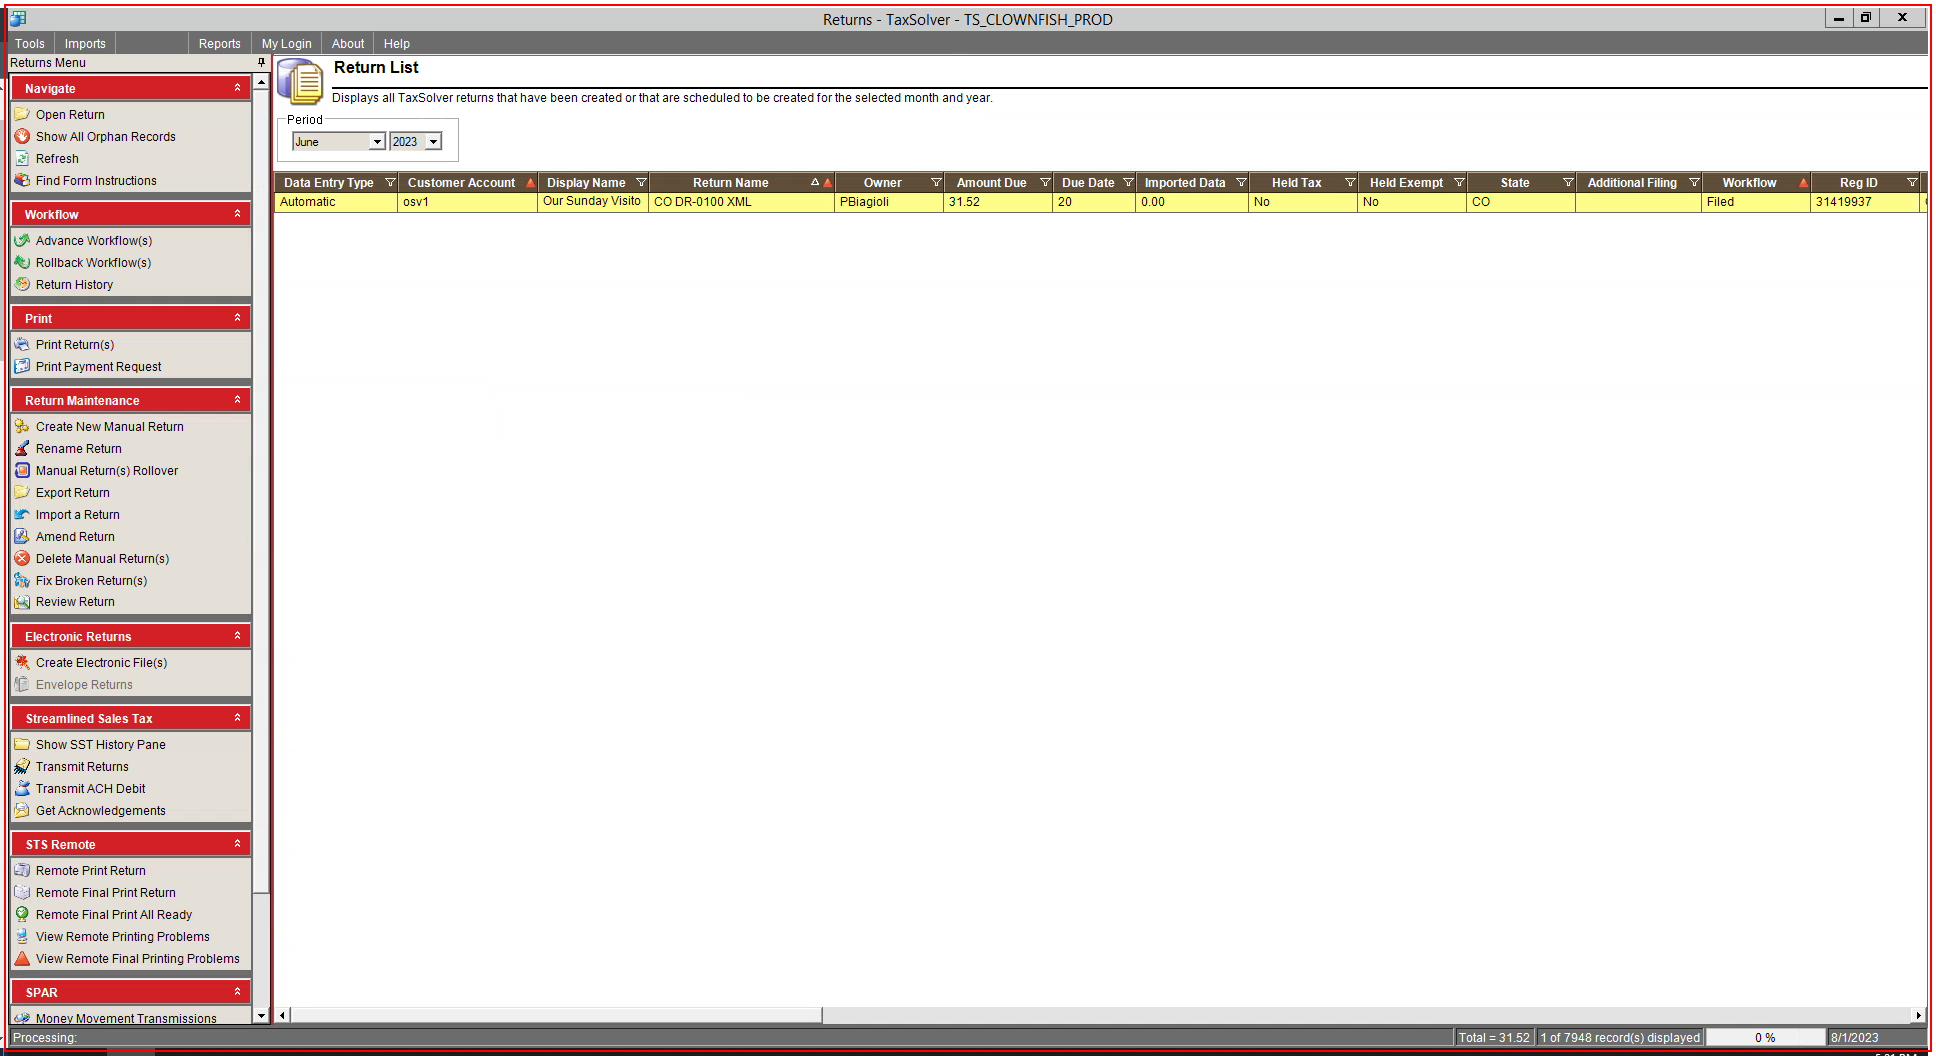 Returns - TaxSolver - TS_CLOWNFISH_PROD
Tools Imports Reports My Login About Help
Returns Menu
Navigate
Open Return
Show All Orphan Records
Refresh
Find Form Instructions
Workflow
Advance Workflow(s)
Rollback Workflow(s)
Return History
Print
Print Return(s)
Print Payment Request
Return Maintenance
Create New Manual Return
Rename Return
Manual Return(s) Rollover
Export Return
Import a Return
Amend Return
Delete Manual Return(s)
Fix Broken Return(s)
Review Return
Electronic Returns
Create Electronic File(s)
Envelope Returns
Streamlined Sales Tax
Show SST History Pane
Transmit Returns
Transmit ACH Debit
Get Acknowledgements
STS Remote
Remote Print Return
Remote Final Print Return
Remote Final Print All Ready
View Remote Printing Problems
View Remote Final Printing Problems
SPAR
Money Movement Transmissions
Return List
Displays all TaxSolver returns that have been created or that are scheduled to be created for the selected month and year.
Period
June 2023
Data Entry Type Customer Account Display Name Return Name Owner Amount Due Due Date Imported Data Held Tax Held Exempt State Additional Filing Workflow Reg ID
Automatic osv1 Our Sunday Visito CO DR-0100 XML PBiagioli 31.52 20 0.00 No No CO Filed 31419937
Processing: Total = 31.52 1 of 7948 record(s) displayed 0 % 8/1/2023